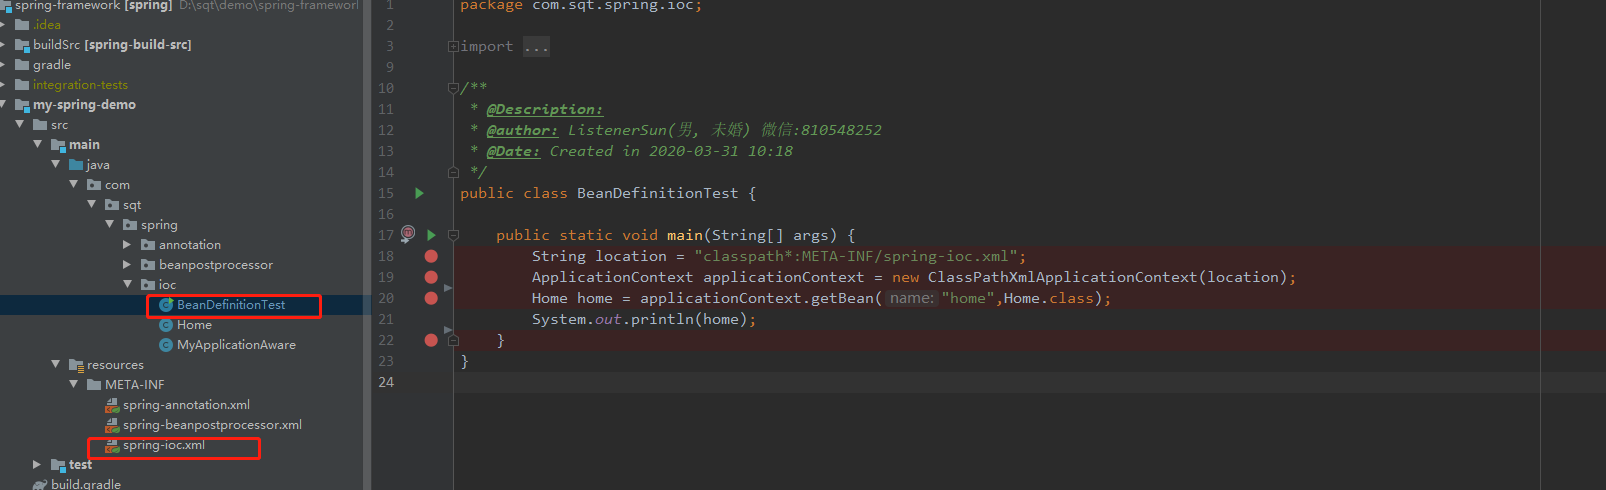 spring-framework [spring] D:\sqt\demo\spring-framework
.idea
buildSrc [spring-build-src]
gradle
integration-tests
my-spring-demo
src
main
java
com
sqt
spring
annotation
beanpostprocessor
ioc
BeanDefinitionTest
Home
MyApplicationAware
resources
META-INF
spring-annotation.xml
spring-beanpostprocessor.xml
spring-ioc.xml
test
build.gradle
1 package com.sqt.spring.ioc;
2
3 import ...
9
10 /**
11 * @Description:
12 * @author: ListenerSun(男, 未婚) 微信:810548252
13 * @Date: Created in 2020-03-31 10:18
14 */
15 public class BeanDefinitionTest {
16
17 public static void main(String[] args) {
18 String location = "classpath*:META-INF/spring-ioc.xml";
19 ApplicationContext applicationContext = new ClassPathXmlApplicationContext(location);
20 Home home = applicationContext.getBean( name: "home",Home.class);
21 System.out.println(home);
22 }
23 }
24